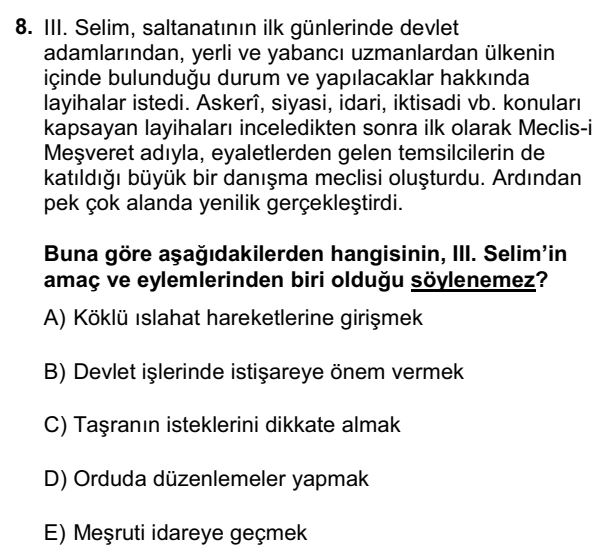 8. III. Selim, saltanatının ilk günlerinde devlet
adamlarından, yerli ve yabancı uzmanlardan ülkenin
içinde bulunduğu durum ve yapılacaklar hakkında
layihalar istedi. Askerî, siyasi, idari, iktisadi vb. konuları
kapsayan layihaları inceledikten sonra ilk olarak Meclis-i
Meşveret adıyla, eyaletlerden gelen temsilcilerin de
katıldığı büyük bir danışma meclisi oluşturdu. Ardından
pek çok alanda yenilik gerçekleştirdi.
Buna göre aşağıdakilerden hangisinin, III. Selim’in
amaç ve eylemlerinden biri olduğu söylenemez?
A) Köklü ıslahat hareketlerine girişmek
B) Devlet işlerinde istişareye önem vermek
C) Taşranın isteklerini dikkate almak
D) Orduda düzenlemeler yapmak
E) Meşruti idareye geçmek